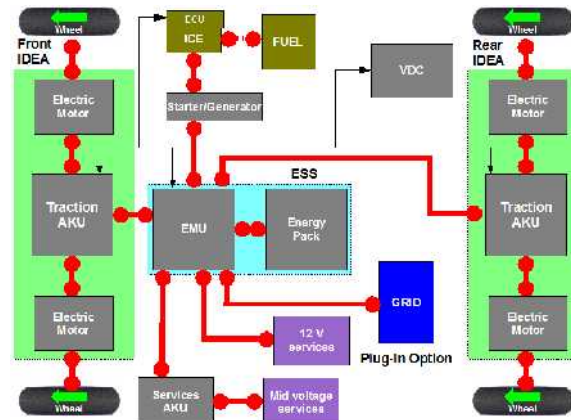 Wheel
Front
IDEA
ECU
ICE
FUEL
Wheel
Rear
IDEA
VDC
Electric
Motor
Starter/Generator
Electric
Motor
ESS
Traction
AKU
EMU
Energy
Pack
Traction
AKU
Electric
Motor
GRID
Electric
Motor
12 V
services
Plug-In Option
Services
AKU
Mid voltage
services
Wheel
Wheel